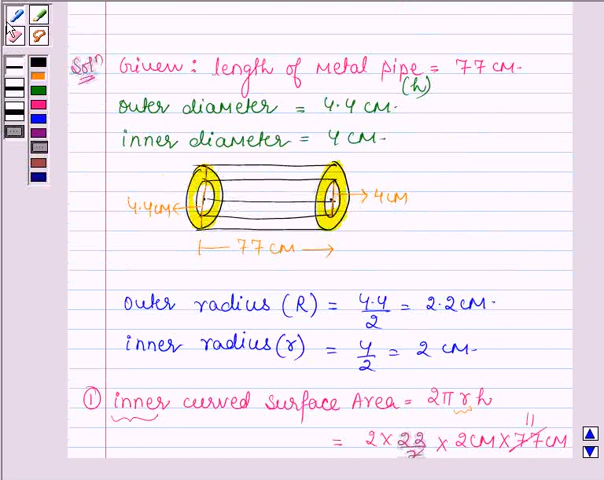 Solⁿ Given: length of Metal pipe = 77 CM.
(h)
outer diameter = 4.4 CM.
inner diameter = 4 CM.
4.4CM 4CM
77 CM
outer radius (R) = 4.4/2 = 2.2 CM.
inner radius (r) = 4/2 = 2 CM.
① inner curved Surface Area = 2πrh
= 2 × 22/7 × 2CM × 77CM
11